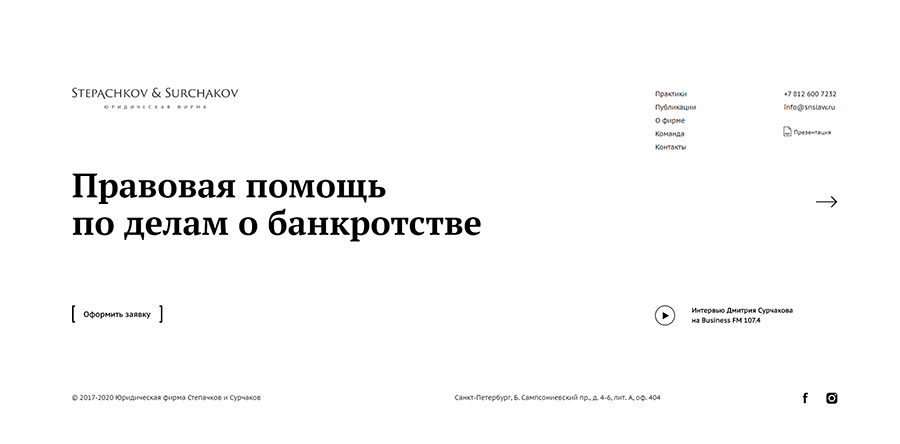 STEPACHKOV & SURCHAKOV
ЮРИДИЧЕСКАЯ ФИРМА
Практики
Публикации
О фирме
Команда
Контакты
+7 812 600 7232
info@snslaw.ru
Презентация
Правовая помощь
по делам о банкротстве
Оформить заявку
Интервью Дмитрия Сурчакова
на Business FM 107.4
© 2017-2020 Юридическая фирма Степачков и Сурчаков
Санкт-Петербург, Б. Сампсониевский пр., д. 4-6, лит. А, оф. 404